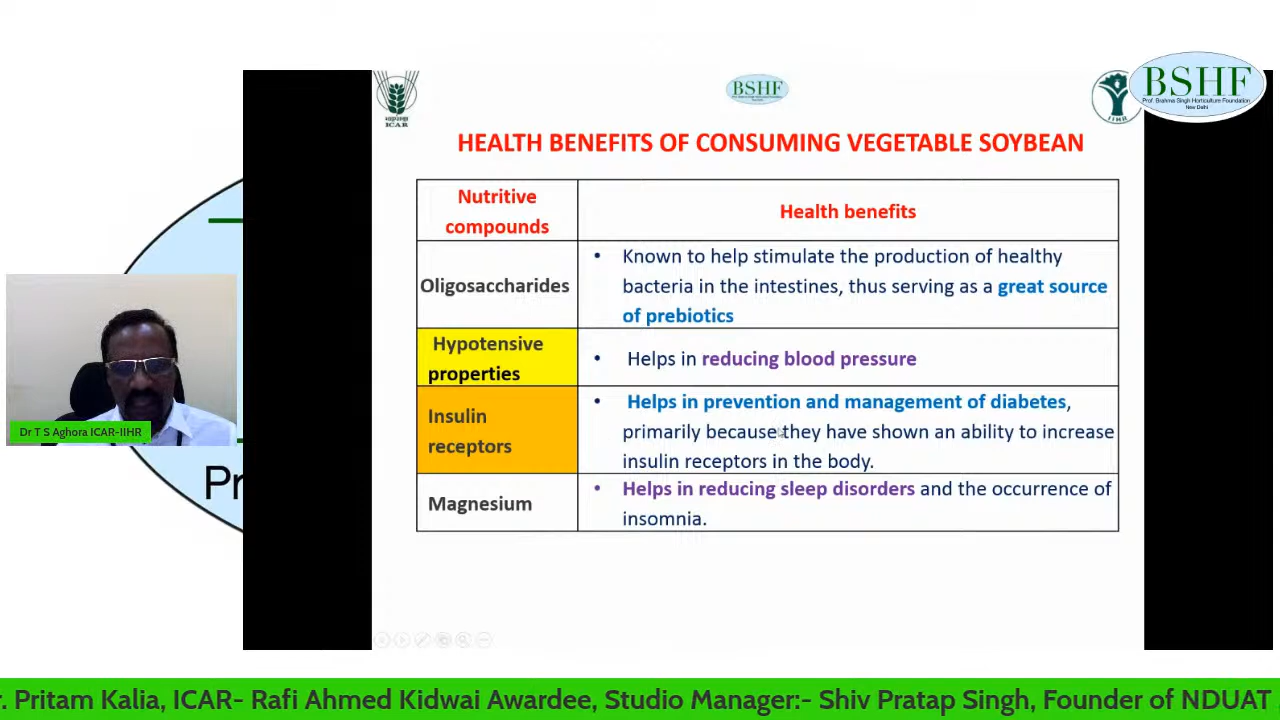 BSHF
Prof. Brahma Singh Horticulture Foundation
New Delhi
BSHF
ICAR
IIHR
HEALTH BENEFITS OF CONSUMING VEGETABLE SOYBEAN
Nutritive
compounds
Health benefits
Oligosaccharides
• Known to help stimulate the production of healthy
bacteria in the intestines, thus serving as a great source
of prebiotics
Hypotensive
properties
• Helps in reducing blood pressure
Insulin
receptors
• Helps in prevention and management of diabetes,
primarily because they have shown an ability to increase
insulin receptors in the body.
Magnesium
• Helps in reducing sleep disorders and the occurrence of
insomnia.
Dr T S Aghora ICAR-IIHR
Pr
r. Pritam Kalia, ICAR- Rafi Ahmed Kidwai Awardee, Studio Manager:- Shiv Pratap Singh, Founder of NDUAT